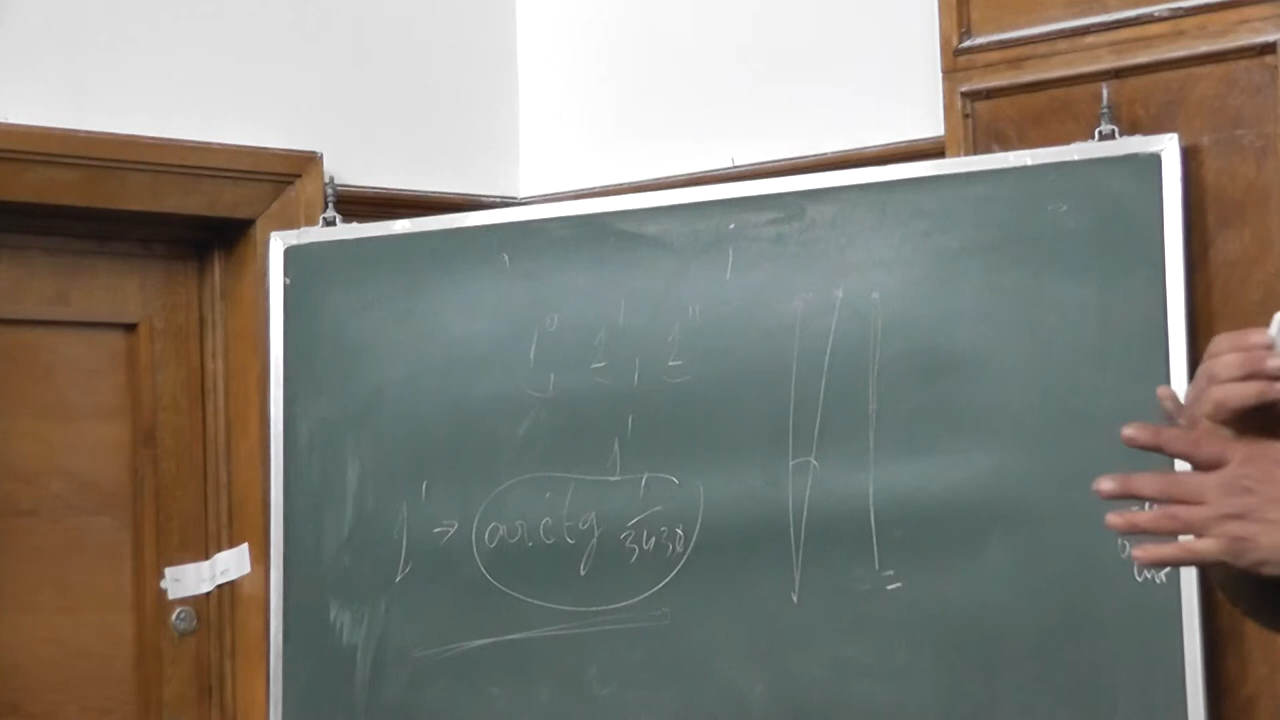 1° 1' 1"
1'
1' → arctg 1/3438